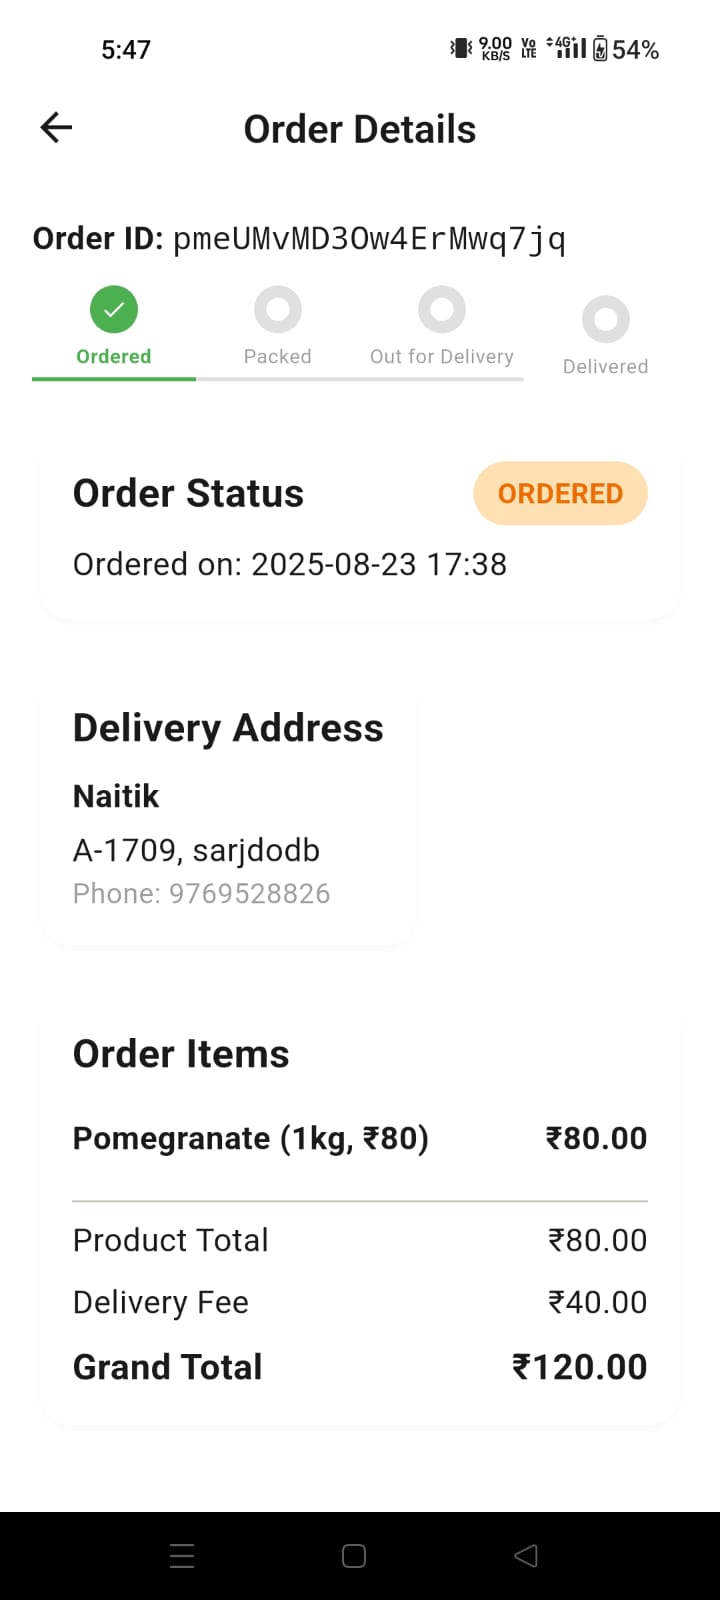 5:47 9.00 KB/S Vo LTE 4G+ 54%
Order Details
Order ID: pmeUMvMD3Ow4ErMwq7jq
Ordered Packed Out for Delivery Delivered
Order Status ORDERED
Ordered on: 2025-08-23 17:38
Delivery Address
Naitik
A-1709, sarjdodb
Phone: 9769528826
Order Items
Pomegranate (1kg, ₹80) ₹80.00
Product Total ₹80.00
Delivery Fee ₹40.00
Grand Total ₹120.00